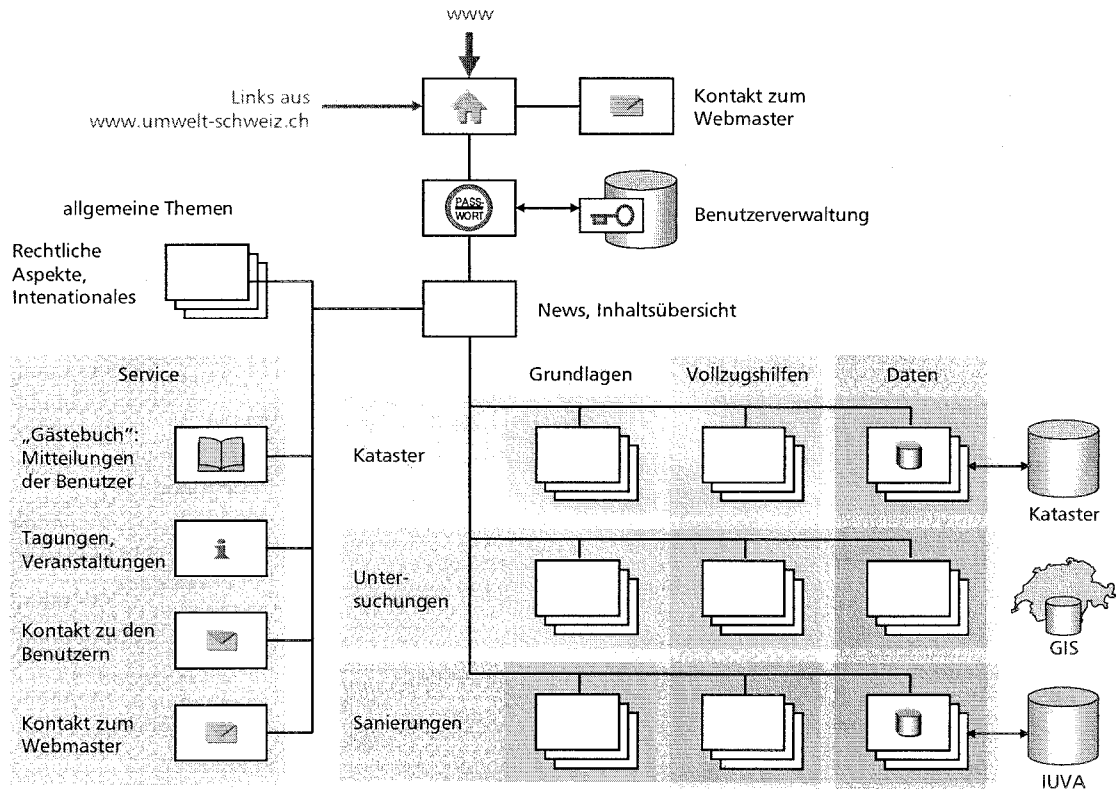 www
Links aus
www.umwelt-schweiz.ch
Kontakt zum
Webmaster
PASS-
WORT
Benutzerverwaltung
allgemeine Themen
Rechtliche
Aspekte,
Intenationales
News, Inhaltsübersicht
Service
Grundlagen
Vollzugshilfen
Daten
„Gästebuch“:
Mitteilungen
der Benutzer
Kataster
Kataster
Tagungen,
Veranstaltungen
i
Unter-
suchungen
GIS
Kontakt zu den
Benutzern
Kontakt zum
Webmaster
Sanierungen
IUVA